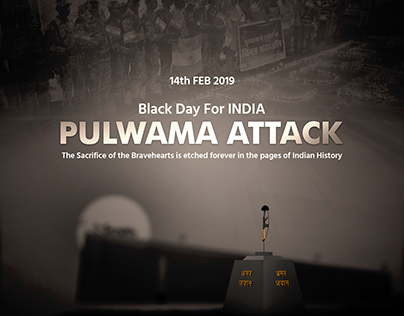 14th FEB 2019
Black Day For INDIA
PULWAMA ATTACK
The Sacrifice of the Bravehearts is etched forever in the pages of Indian History
अमर अमर
जवान जवान